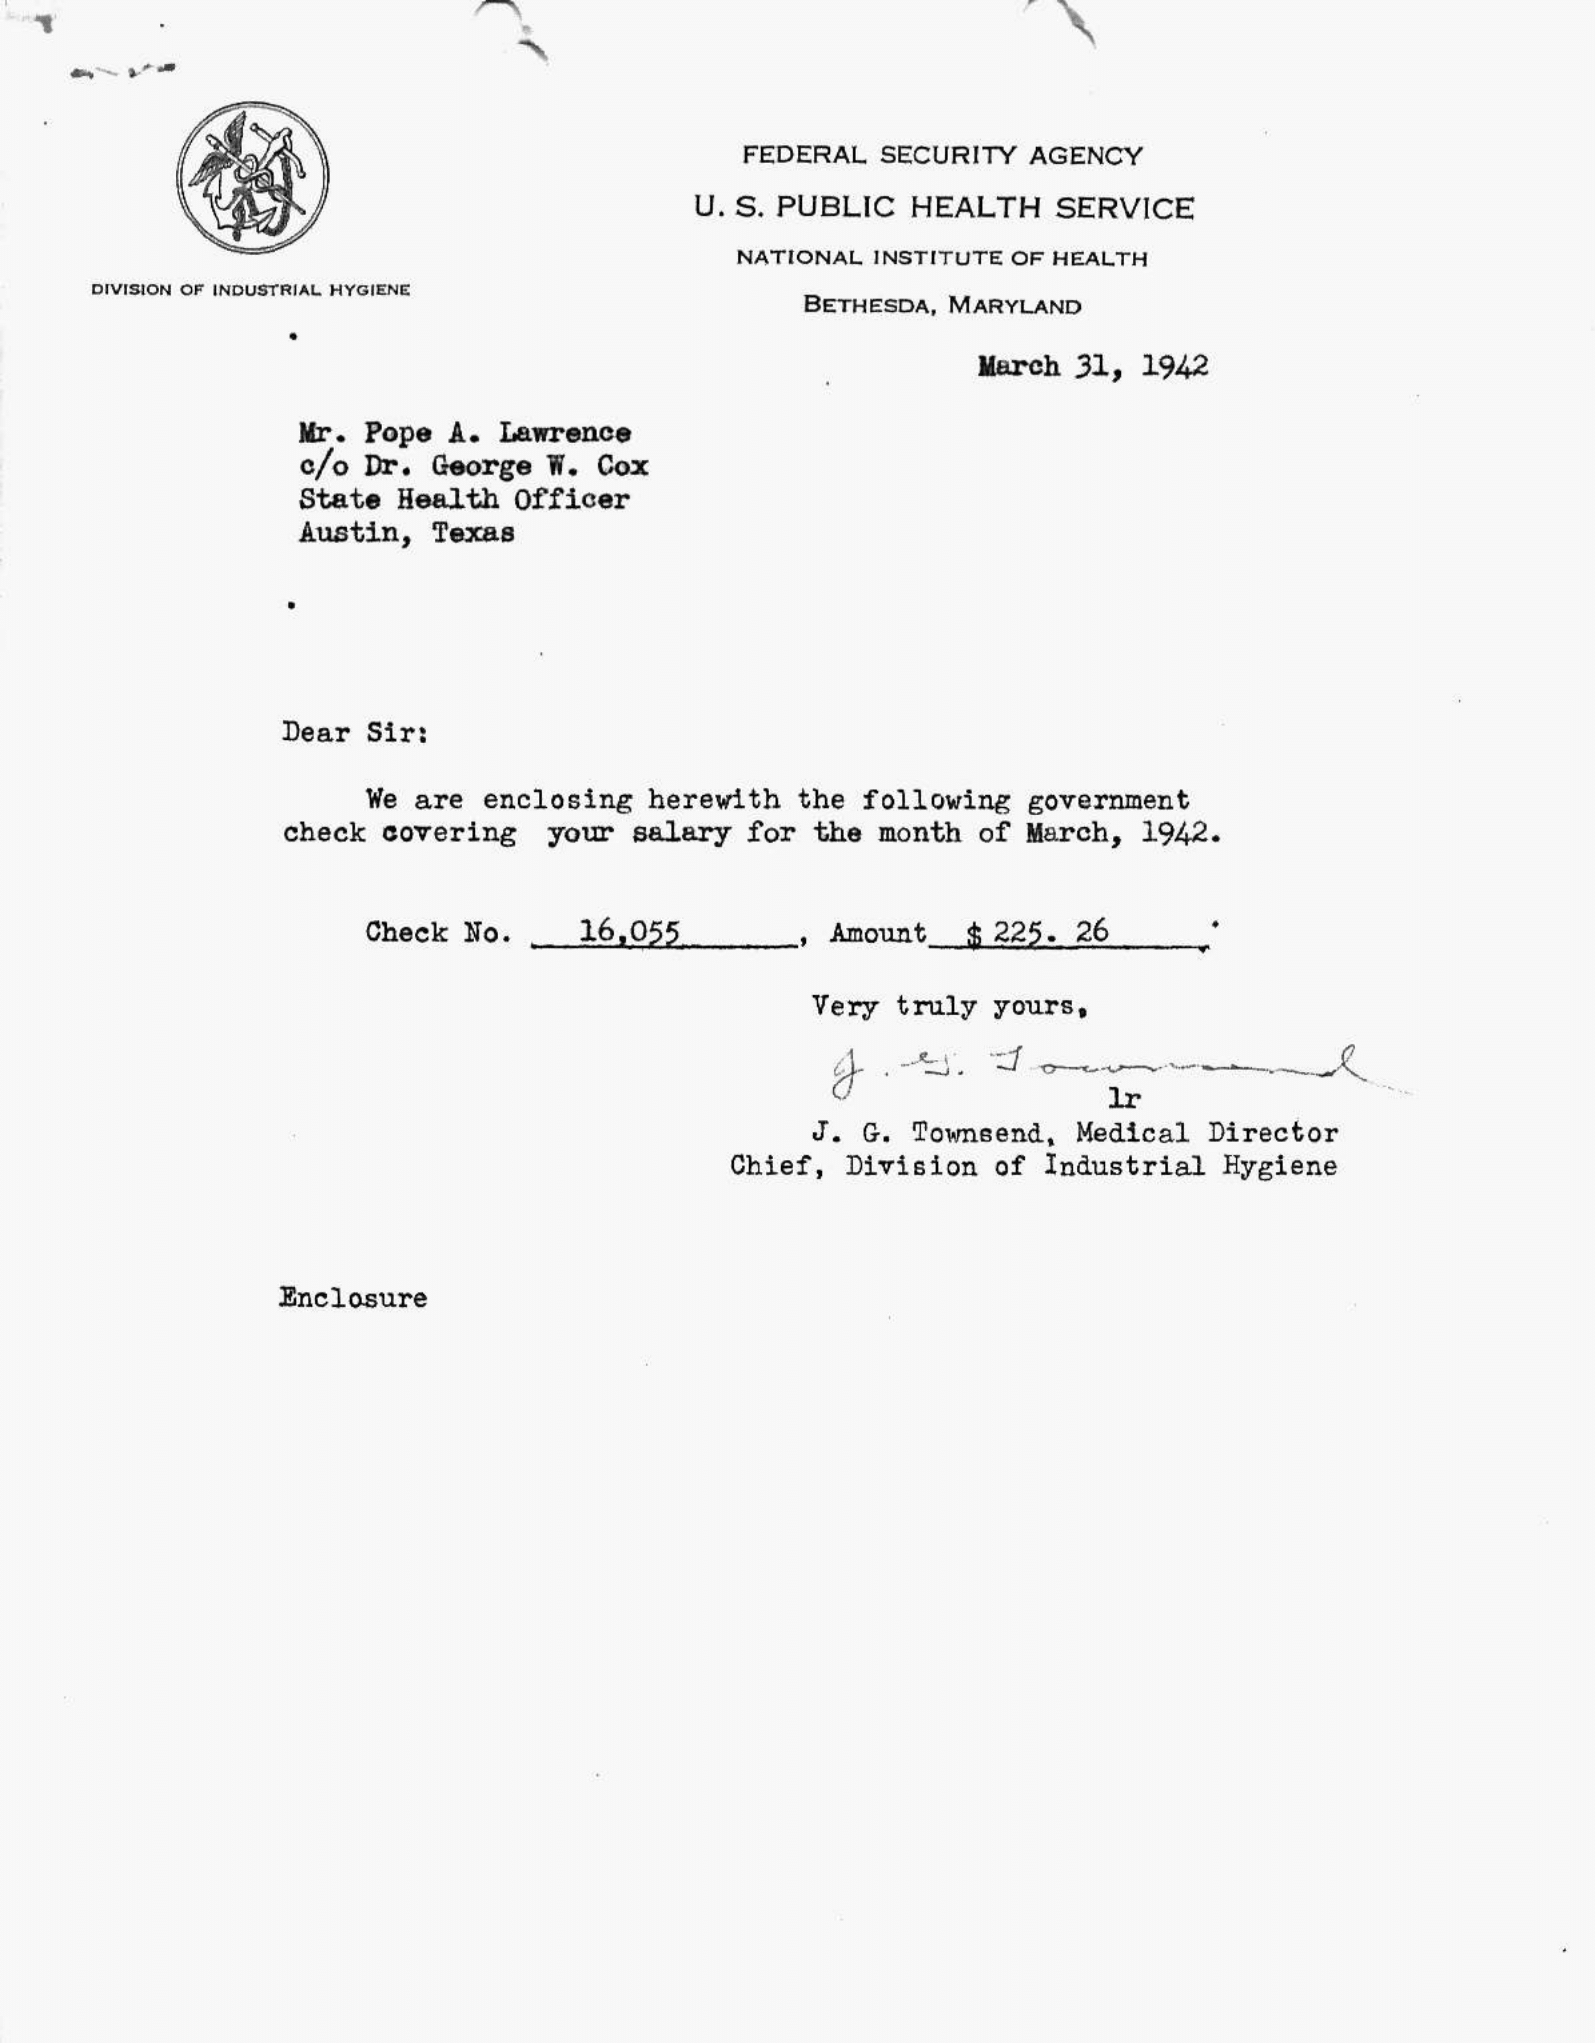 FEDERAL SECURITY AGENCY
U. S. PUBLIC HEALTH SERVICE
NATIONAL INSTITUTE OF HEALTH
BETHESDA, MARYLAND
DIVISION OF INDUSTRIAL HYGIENE
March 31, 1942
Mr. Pope A. Lawrence
c/o Dr. George W. Cox
State Health Officer
Austin, Texas
Dear Sir:
We are enclosing herewith the following government
check covering your salary for the month of March, 1942.
Check No. 16,055, Amount $ 225. 26.
Very truly yours,
J. G. Townsend
lr
J. G. Townsend, Medical Director
Chief, Division of Industrial Hygiene
Enclosure